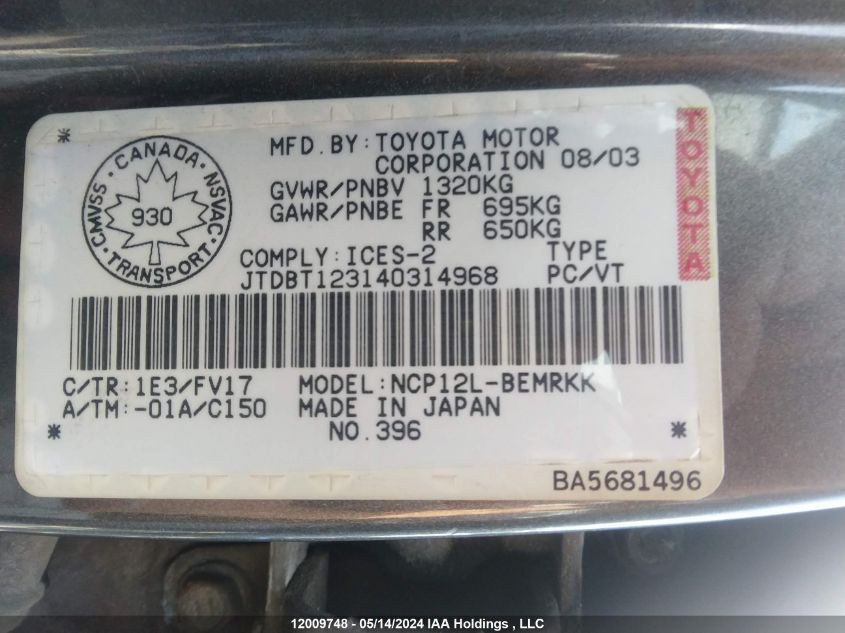 *
CMVSS · CANADA · NSVAC · TRANSPORT ·
930
MFD.BY:TOYOTA MOTOR
CORPORATION 08/03
GVWR/PNBV 1320KG
GAWR/PNBE FR 695KG
RR 650KG
COMPLY:ICES-2 TYPE
JTDBT123140314968 PC/VT
TOYOTA
C/TR:1E3/FV17 MODEL:NCP12L-BEMRKK
A/TM:-01A/C150 MADE IN JAPAN
* NO.396 *
BA5681496
12009748 - 05/14/2024 IAA Holdings , LLC